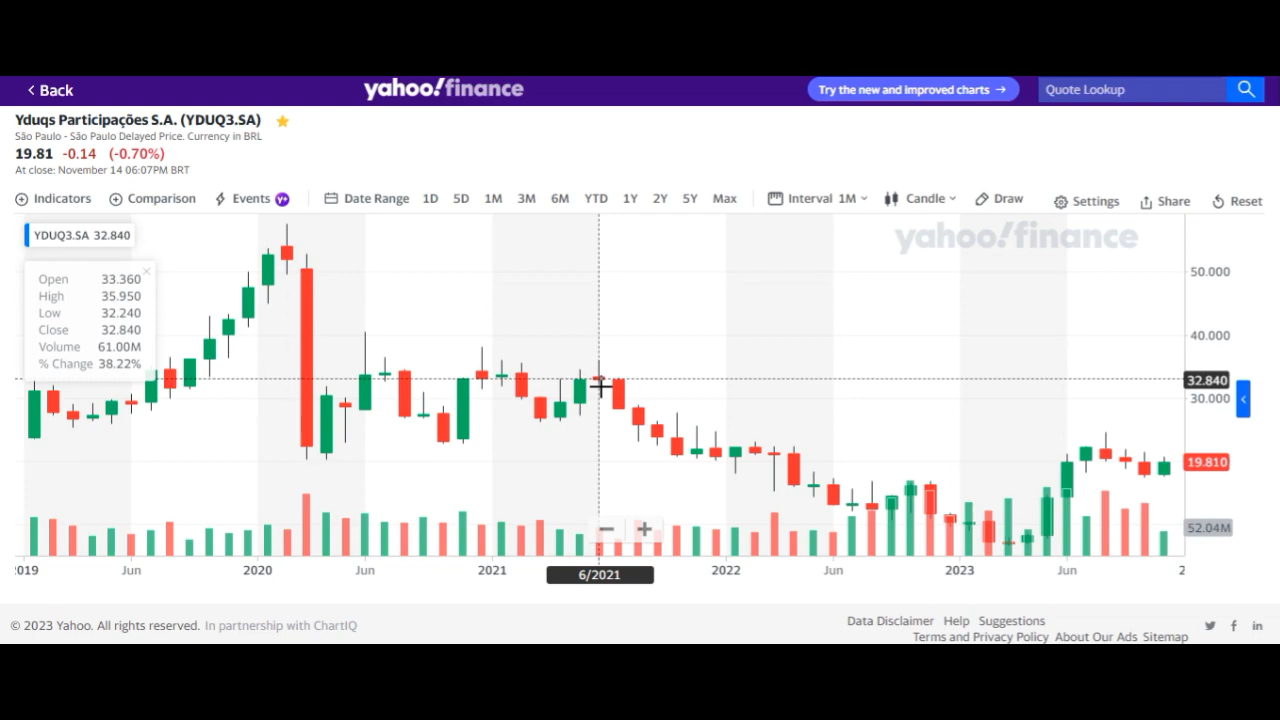 Back
yahoo!finance
Try the new and improved charts →
Quote Lookup
Yduqs Participações S.A. (YDUQ3.SA)
São Paulo - São Paulo Delayed Price. Currency in BRL
19.81 -0.14 (-0.70%)
At close: November 14 06:07PM BRT
Indicators Comparison Events Y+ Date Range 1D 5D 1M 3M 6M YTD 1Y 2Y 5Y Max Interval 1M Candle Draw Settings Share Reset
YDUQ3.SA 32.840
yahoo!finance
Open 33.360
High 35.950
Low 32.240
Close 32.840
Volume 61.00M
% Change 38.22%
50.000
40.000
32.840
30.000
19.810
52.04M
2019 Jun 2020 Jun 2021 6/2021 2022 Jun 2023 Jun 2
© 2023 Yahoo. All rights reserved. In partnership with ChartIQ
Data Disclaimer Help Suggestions
Terms and Privacy Policy About Our Ads Sitemap